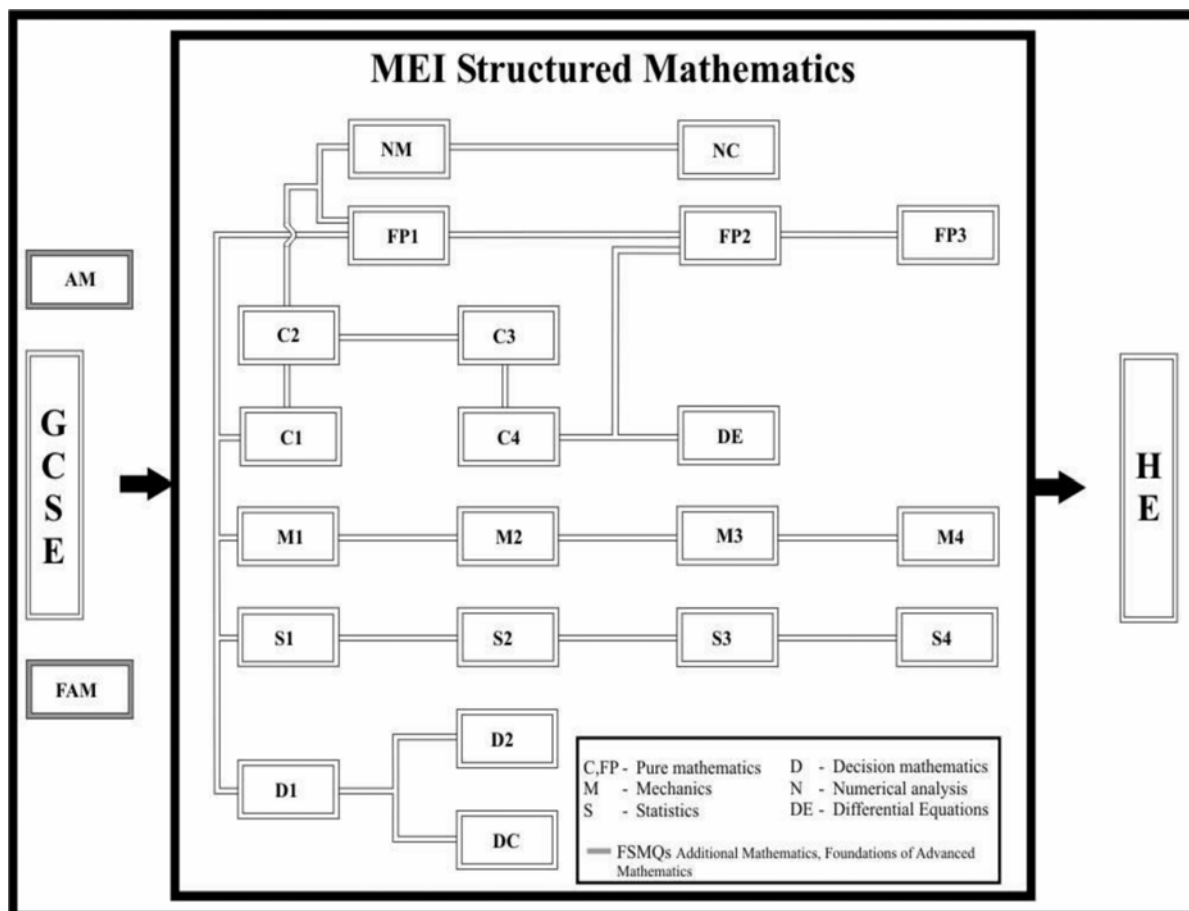 MEI Structured Mathematics
NM
NC
FP1
FP2
FP3
AM
C2
C3
GCSE
C1
C4
DE
HE
M1
M2
M3
M4
S1
S2
S3
S4
FAM
D1
D2
DC
C,FP - Pure mathematics
M - Mechanics
S - Statistics
D - Decision mathematics
N - Numerical analysis
DE - Differential Equations
FSMQs Additional Mathematics, Foundations of Advanced
Mathematics